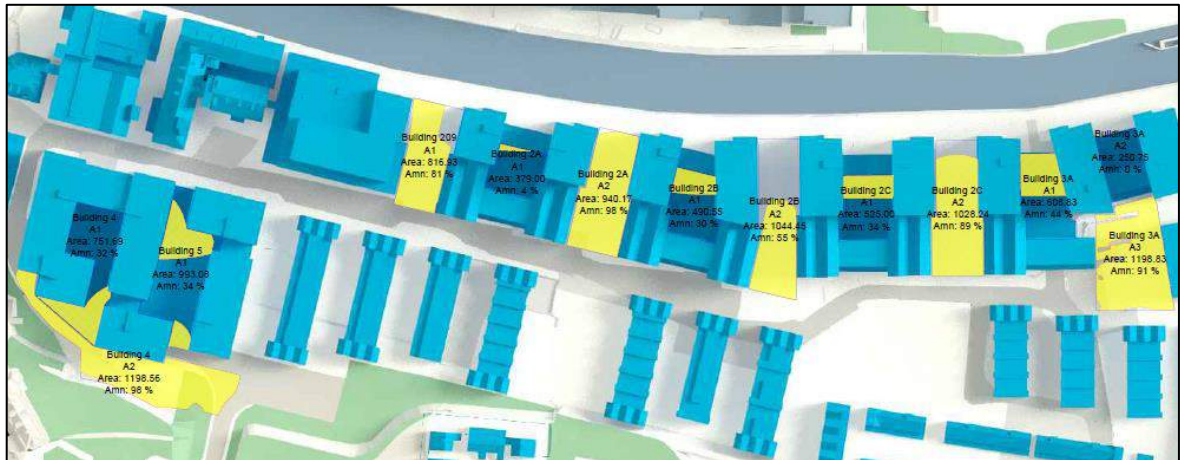 Building 209
A1
Area: 816.93
Amn: 81 %
Building 2A
A1
Area: 879.00
Amn: 4 %
Building 2A
A2
Area: 940.17
Amn: 98 %
Building 2B
A1
Area: 490.55
Amn: 30 %
Building 2B
A2
Area: 1044.45
Amn: 55 %
Building 2C
A1
Area: 525.00
Amn: 34 %
Building 2C
A2
Area: 1028.24
Amn: 89 %
Building 3A
A1
Area: 606.63
Amn: 44 %
Building 3A
A2
Area: 250.75
Amn: 0 %
Building 3A
A3
Area: 1198.83
Amn: 91 %
Building 4
A1
Area: 751.69
Amn: 32 %
Building 5
A1
Area: 993.08
Amn: 34 %
Building 4
A2
Area: 1198.56
Amn: 98 %